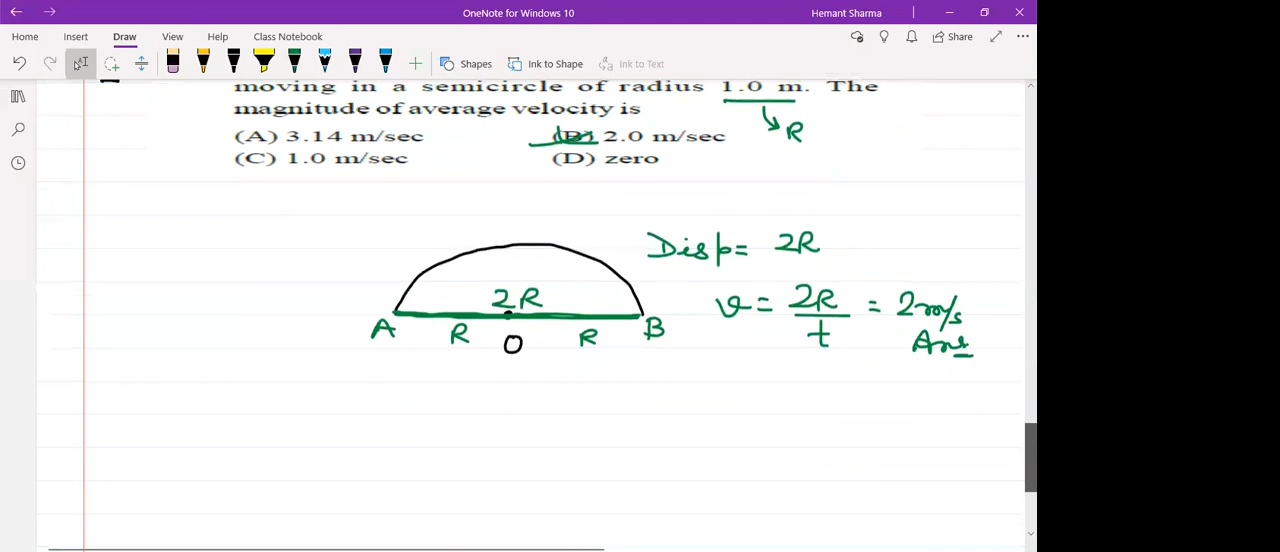 OneNote for Windows 10
Hemant Sharma
Home Insert Draw View Help Class Notebook
Share
Shapes Ink to Shape Ink to Text
moving in a semicircle of radius 1.0 m. The
magnitude of average velocity is
R
(A) 3.14 m/sec (B) 2.0 m/sec
(C) 1.0 m/sec (D) zero
Disp = 2R
2R
A R O R B
v = 2R/t = 2m/s
Ans